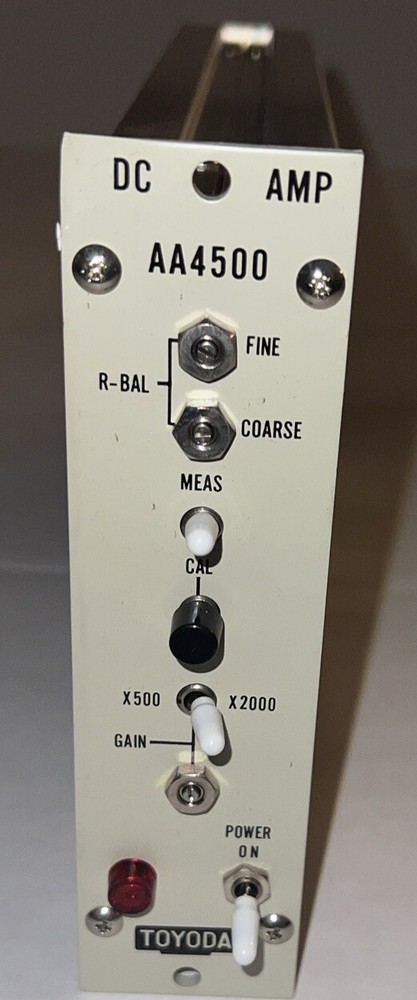 DC AMP
AA4500
FINE
R-BAL
COARSE
MEAS
CAL
X500 X2000
GAIN
POWER
ON
TOYODA